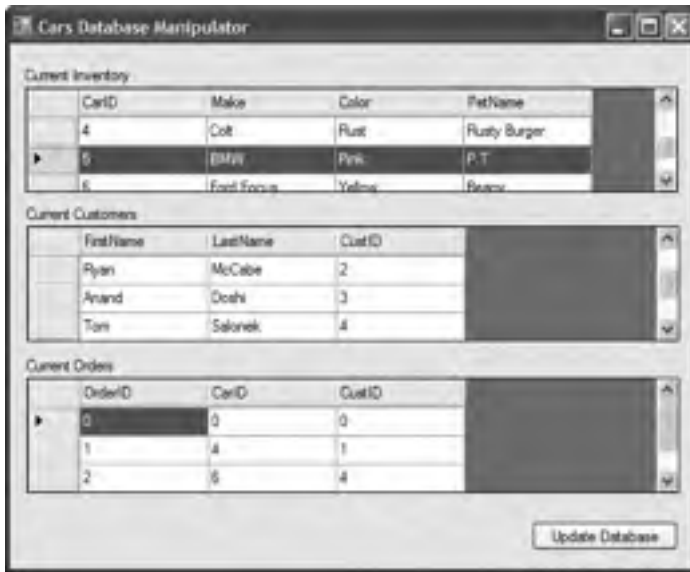 Cars Database Manipulator
Current Inventory
CarID Make Color PetName
4 Colt Rust Rusty Burger
5 BMW Pink P.T
6 Ford Focus Yellow Beany
Current Customers
FirstName LastName CustID
Ryan McCabe 2
Anand Doshi 3
Tom Salonek 4
Current Orders
OrderID CarID CustID
0 0 0
1 4 1
2 6 4
Update Database